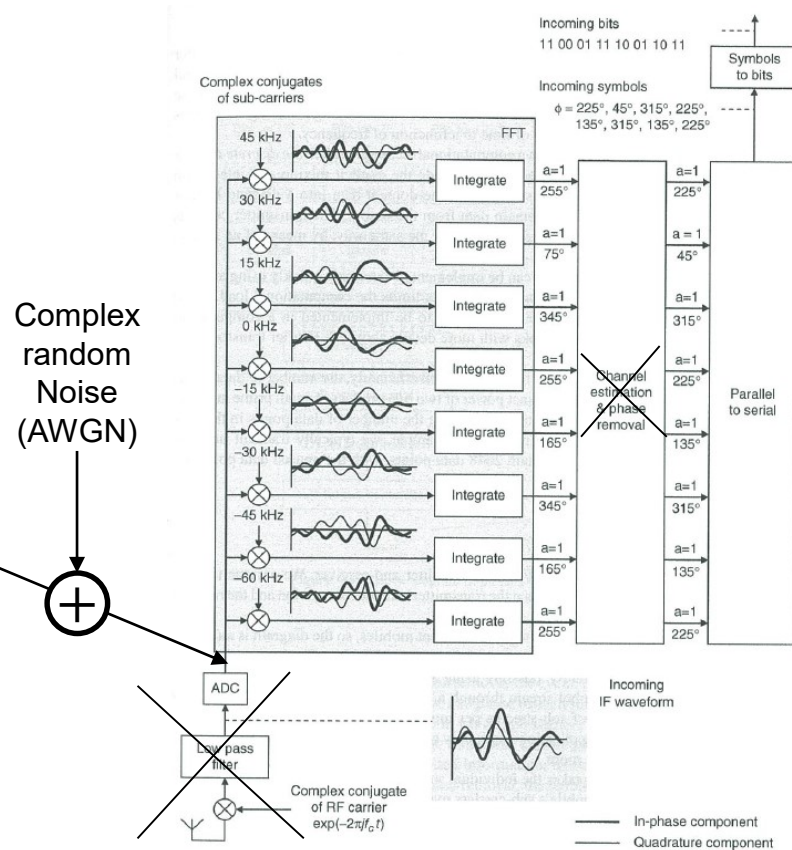 Incoming bits
11 00 01 11 10 01 10 11
Symbols
to bits
Incoming symbols
ϕ = 225°, 45°, 315°, 225°,
135°, 315°, 135°, 225°
Complex conjugates
of sub-carriers
FFT
45 kHz
Integrate
a=1
255°
a=1
225°
30 kHz
Integrate
a=1
75°
a = 1
45°
15 kHz
Integrate
a=1
345°
a=1
315°
0 kHz
Integrate
a=1
255°
a=1
225°
−15 kHz
Integrate
a=1
165°
a=1
135°
−30 kHz
Integrate
a=1
345°
a=1
315°
−45 kHz
Integrate
a=1
165°
a=1
135°
−60 kHz
Integrate
a=1
255°
a=1
225°
Channel
estimation
& phase
removal
Parallel
to serial
Complex
random
Noise
(AWGN)
+
ADC
Low pass
filter
Complex conjugate
of RF carrier
exp(−2πjf_c t)
Incoming
IF waveform
In-phase component
Quadrature component